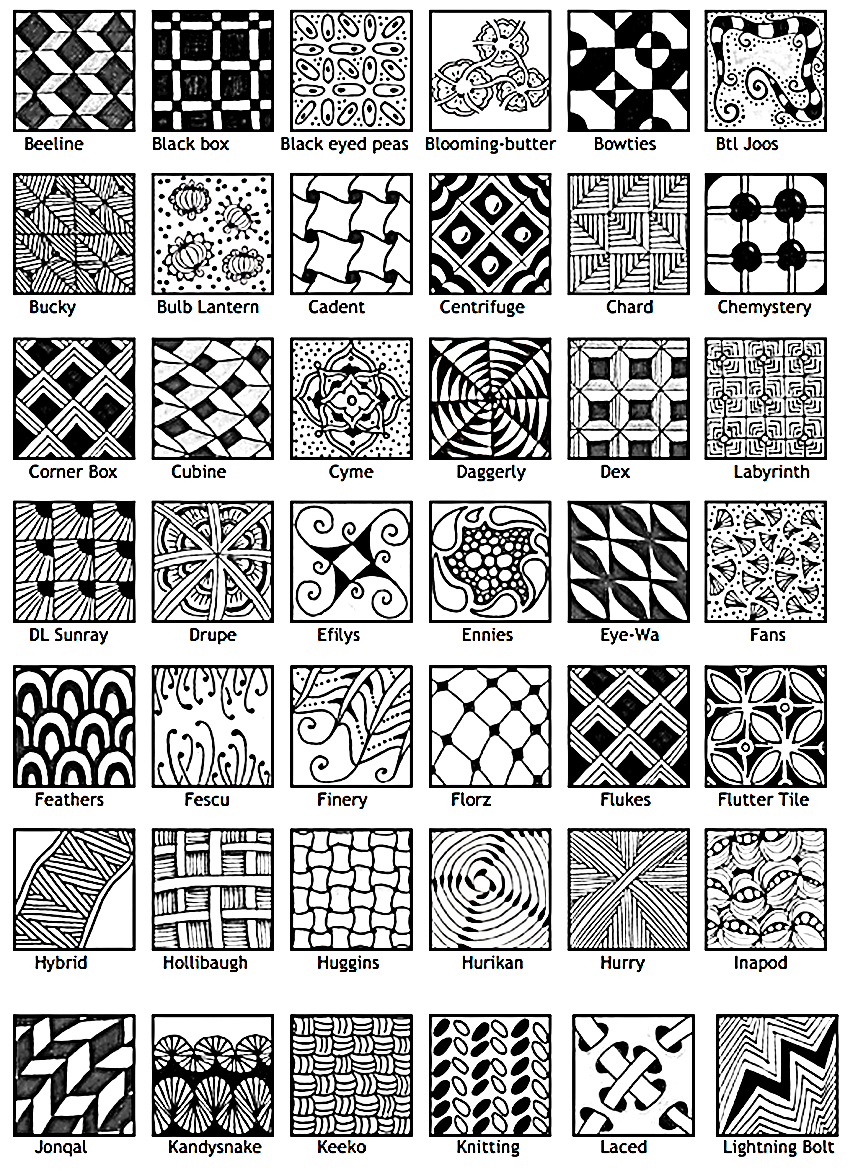 Beeline Black box Black eyed peas Blooming-butter Bowties Btl Joos
Bucky Bulb Lantern Cadent Centrifuge Chard Chemystery
Corner Box Cubine Cyme Daggerly Dex Labyrinth
DL Sunray Drupe Efilys Ennies Eye-Wa Fans
Feathers Fescu Finery Florz Flukes Flutter Tile
Hybrid Hollibaugh Huggins Hurikan Hurry Inapod
Jonqal Kandysnake Keeko Knitting Laced Lightning Bolt